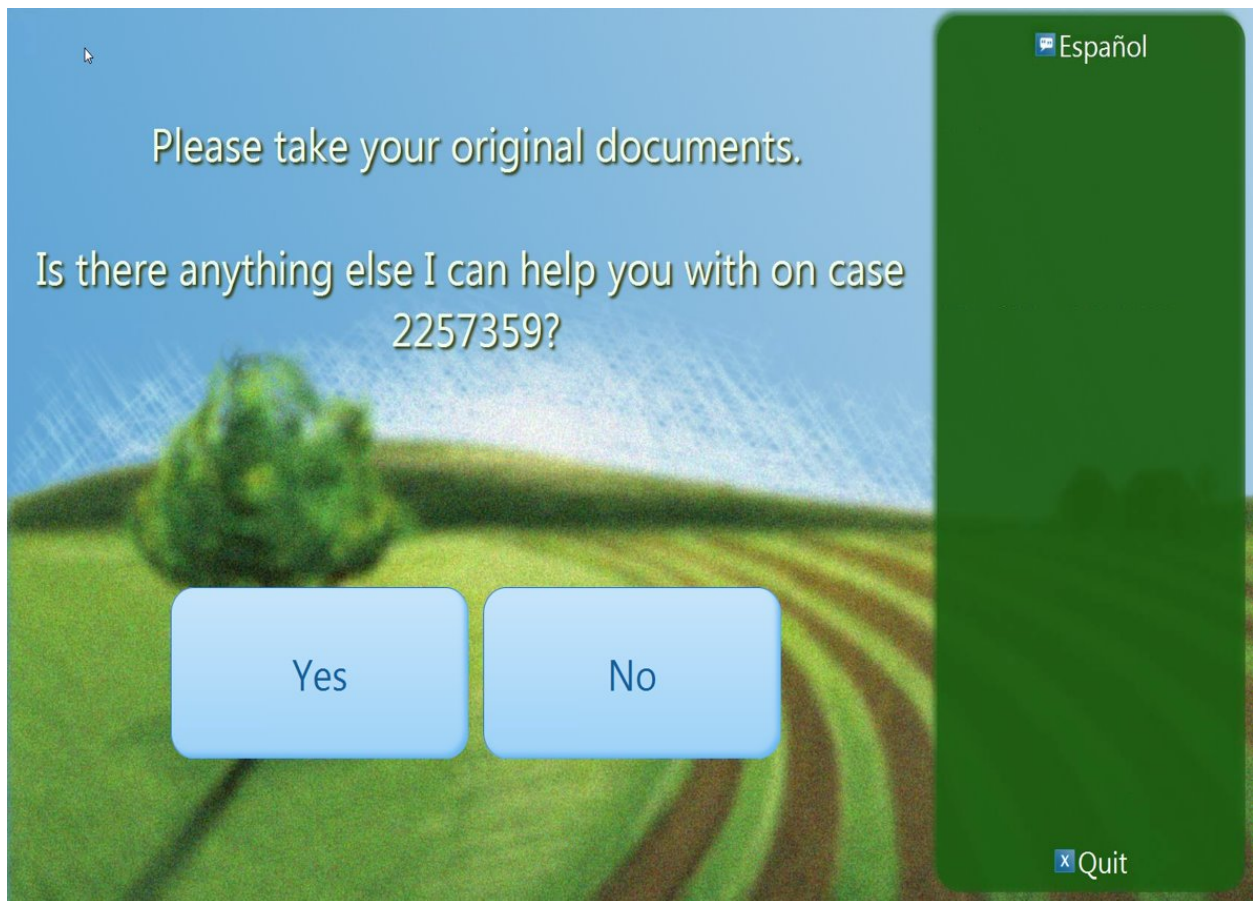 Español
Please take your original documents.
Is there anything else I can help you with on case
2257359?
Yes
No
X Quit